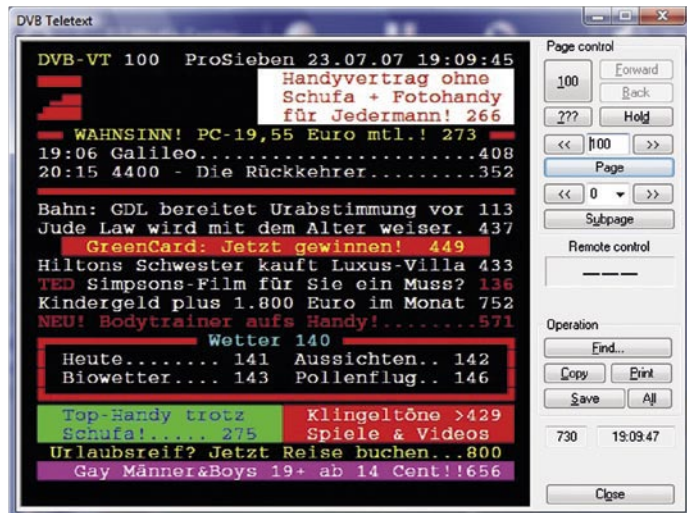 DVB Teletext
DVB-VT 100 ProSieben 23.07.07 19:09:45
Handyvertrag ohne
Schufa + Fotohandy
für Jedermann! 266
WAHNSINN! PC-19,55 Euro mtl.! 273
19:06 Galileo....................408
20:15 4400 - Die Rückkehrer.........352
Bahn: GDL bereitet Urabstimmung vor 113
Jude Law wird mit dem Alter weiser. 437
GreenCard: Jetzt gewinnen! 449
Hiltons Schwester kauft Luxus-Villa 433
TED Simpsons-Film für Sie ein Muss? 136
Kindergeld plus 1.800 Euro im Monat 752
NEU! Bodytrainer aufs Handy!........571
Wetter 140
Heute........ 141 Aussichten.. 142
Biowetter.... 143 Pollenflug.. 146
Top-Handy trotz
Schufa!..... 275
Klingeltöne >429
Spiele & Videos
Urlaubsreif? Jetzt Reise buchen...800
Gay Männer&Boys 19+ ab 14 Cent!!656
Page control
100
Forward
Back
???
Hold
<< 100 >>
Page
<< 0 >>
Subpage
Remote control
---
Operation
Find...
Copy Print
Save All
730 19:09:47
Close